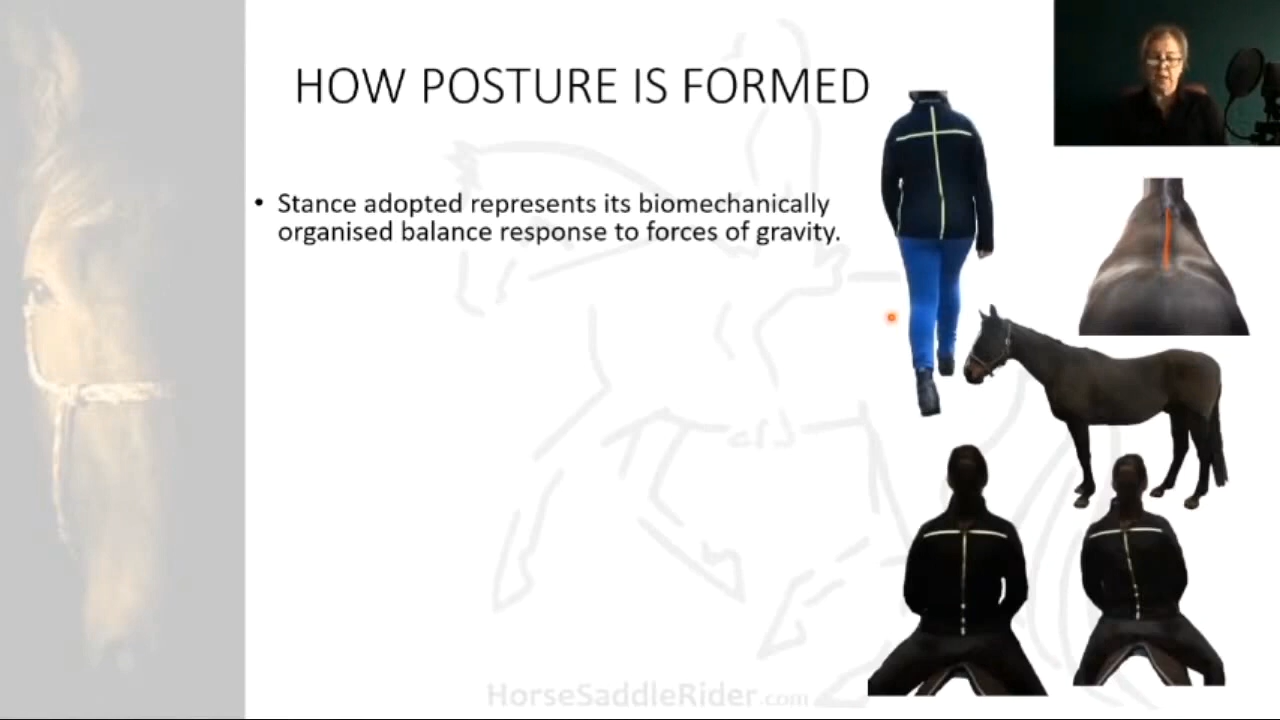 HOW POSTURE IS FORMED
• Stance adopted represents its biomechanically
organised balance response to forces of gravity.
HorseSaddleRider.com